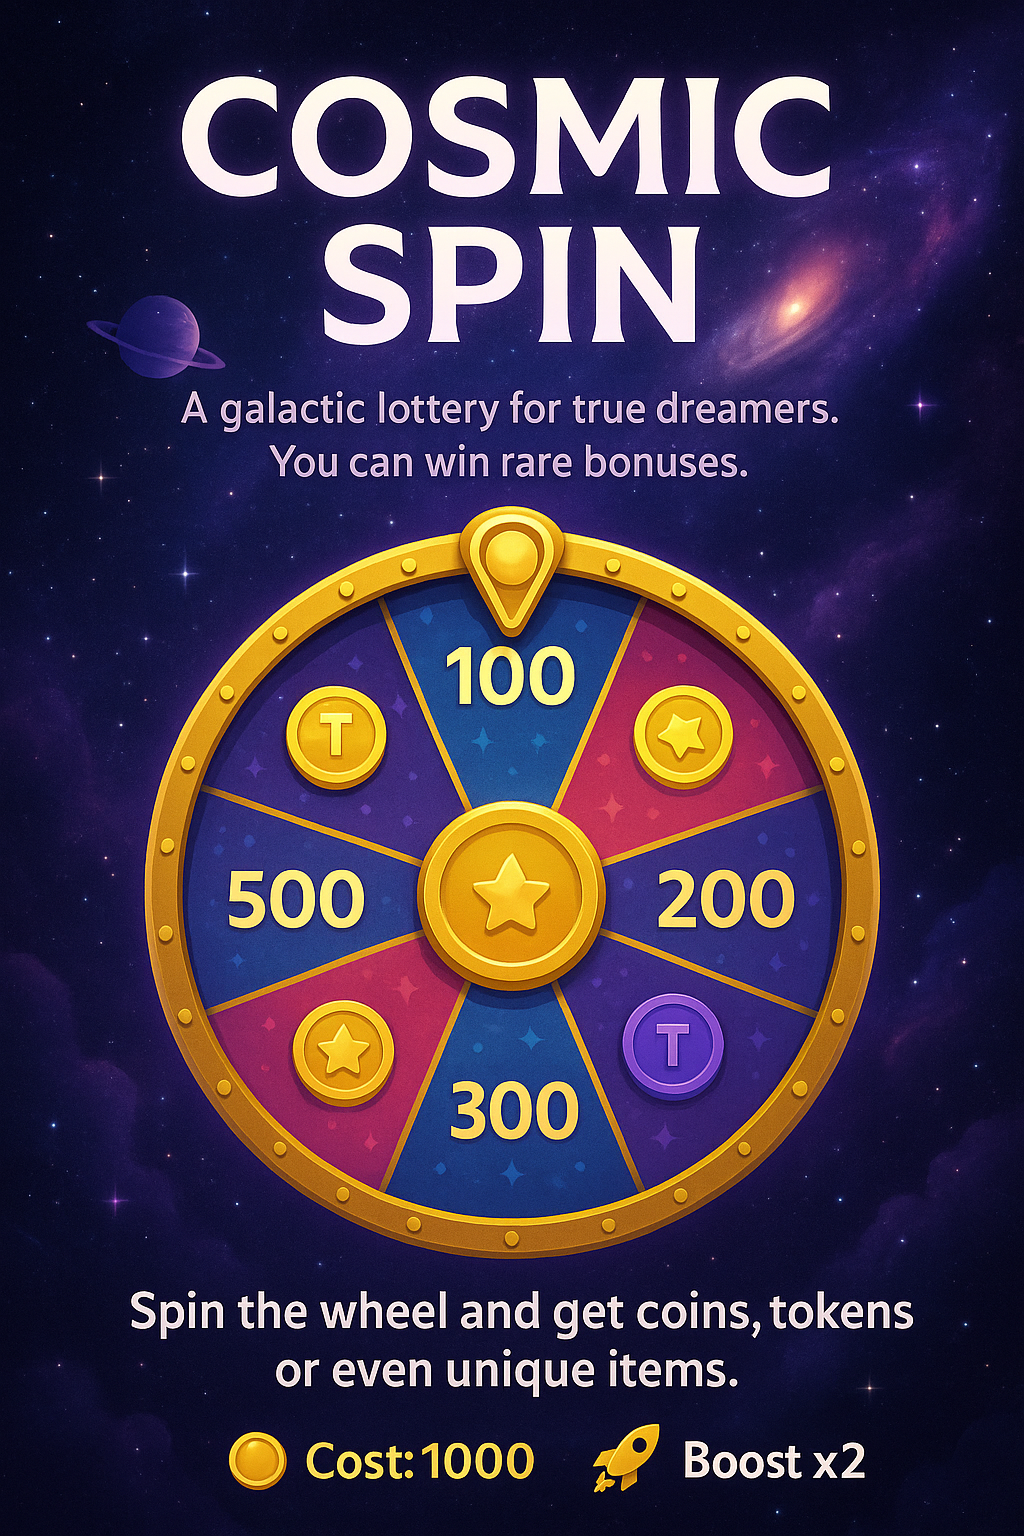 COSMIC
SPIN
A galactic lottery for true dreamers.
You can win rare bonuses.
100
T
500
200
T
300
Spin the wheel and get coins, tokens
or even unique items.
Cost: 1000
Boost x2